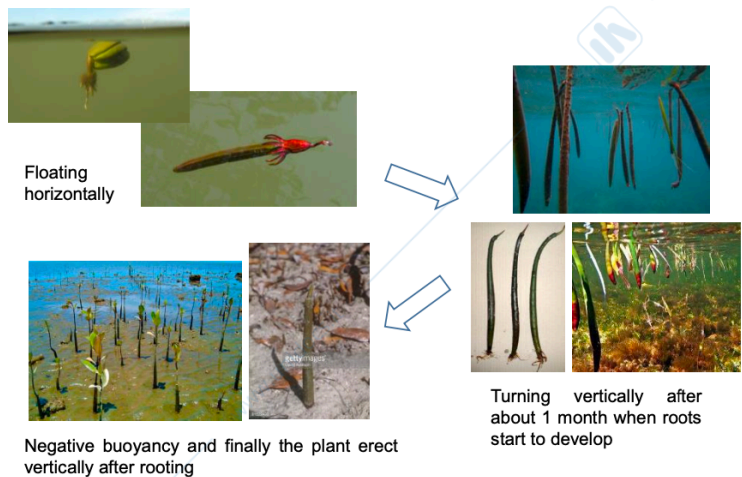 Floating
horizontally
Turning vertically after
about 1 month when roots
start to develop
gettyimages
Negative buoyancy and finally the plant erect
vertically after rooting